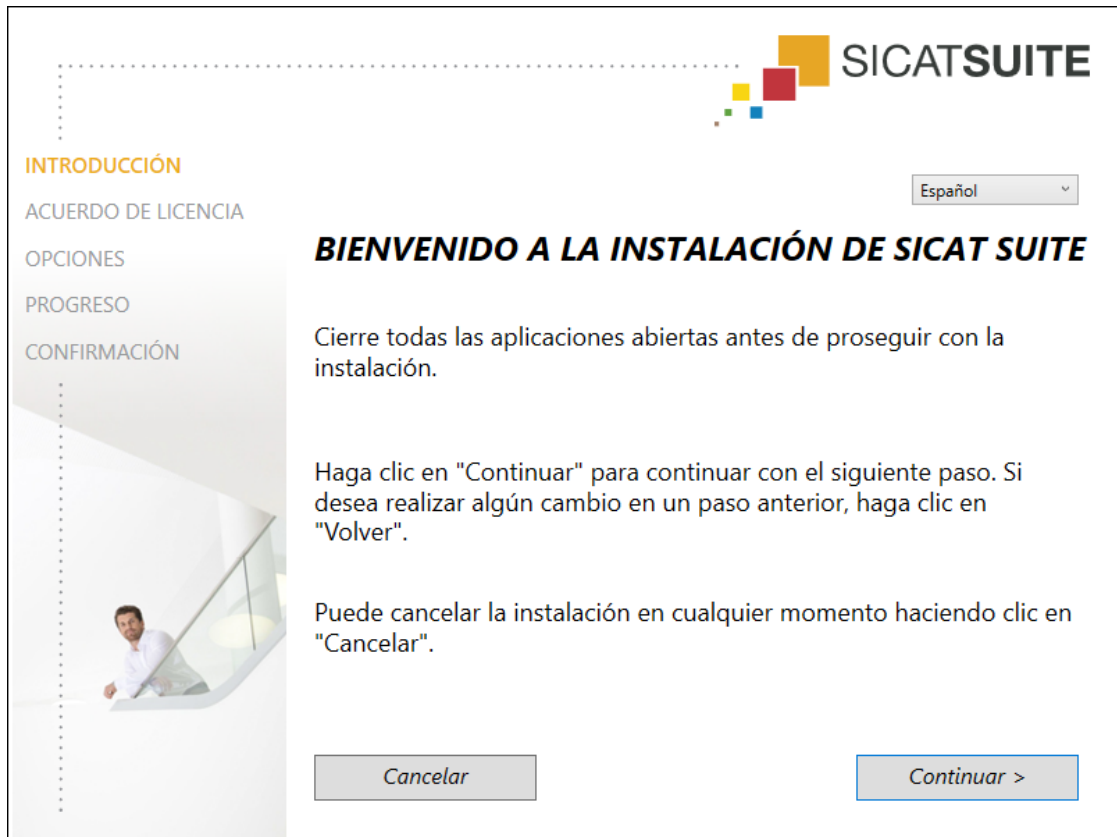 SICATSUITE
INTRODUCCIÓN
ACUERDO DE LICENCIA
OPCIONES
PROGRESO
CONFIRMACIÓN
Español
BIENVENIDO A LA INSTALACIÓN DE SICAT SUITE
Cierre todas las aplicaciones abiertas antes de proseguir con la
instalación.
Haga clic en "Continuar" para continuar con el siguiente paso. Si
desea realizar algún cambio en un paso anterior, haga clic en
"Volver".
Puede cancelar la instalación en cualquier momento haciendo clic en
"Cancelar".
Cancelar
Continuar >